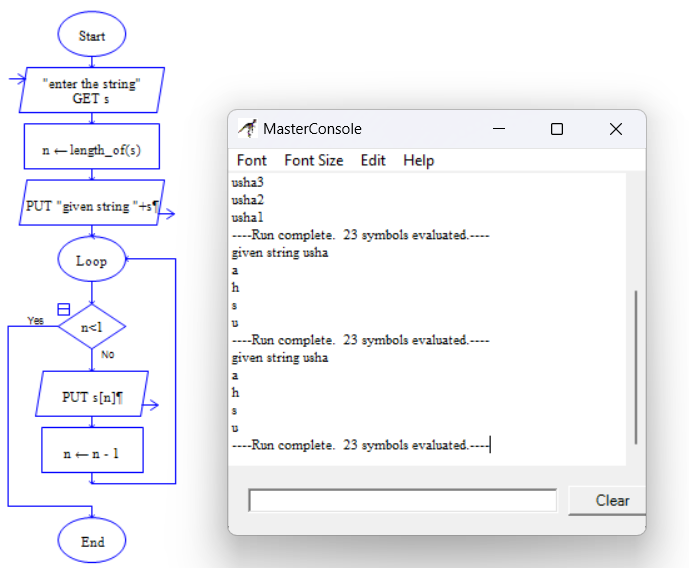 Start
"enter the string"
GET s
n ← length_of(s)
PUT "given string "+s¶
Loop
Yes
n<1
No
PUT s[n]¶
n ← n - 1
End
MasterConsole
Font Font Size Edit Help
usha3
usha2
usha1
----Run complete.  23 symbols evaluated.----
given string usha
a
h
s
u
----Run complete.  23 symbols evaluated.----
given string usha
a
h
s
u
----Run complete.  23 symbols evaluated.----
Clear